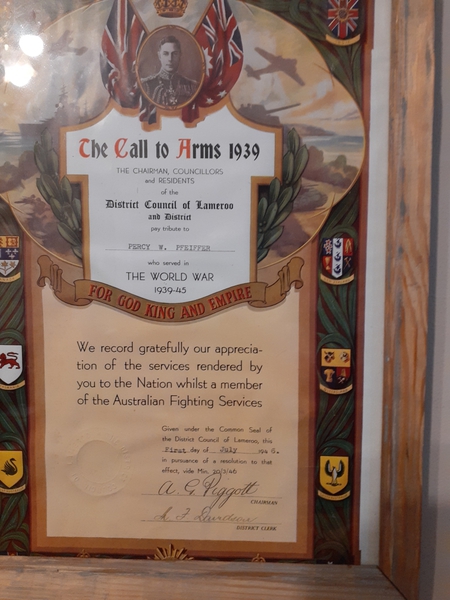 The Call to Arms 1939
THE CHAIRMAN, COUNCILLORS
and RESIDENTS
of the
District Council of Lameroo
and District
pay tribute to
PERCY W. PFEIFFER
who served in
THE WORLD WAR
1939-45
FOR GOD KING AND EMPIRE
We record gratefully our apprecia-
tion of the services rendered by
you to the Nation whilst a member
of the Australian Fighting Services
Given under the Common Seal of
the District Council of Lameroo, this
First day of July 1946.
in pursuance of a resolution to that
effect, vide Min. 20/3/46
A. G. Piggott
CHAIRMAN
DISTRICT CLERK